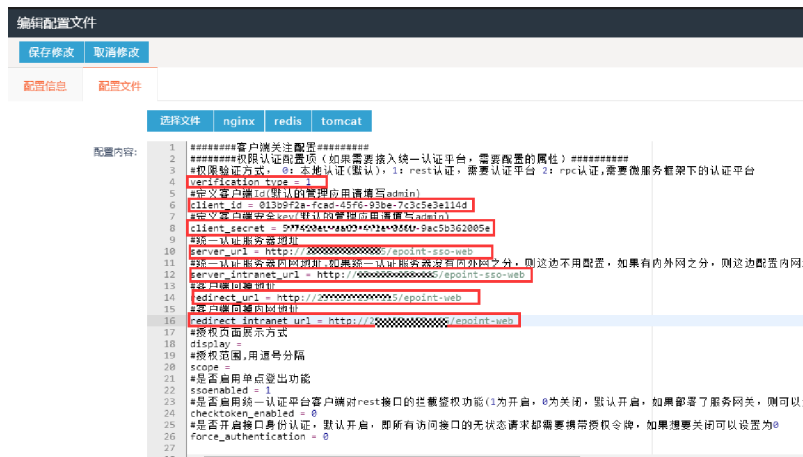 编辑配置文件
保存修改 取消修改
配置信息 配置文件
选择文件 nginx redis tomcat
配置内容:
1 ########客户端关注配置#########
2 ########权限认证配置项（如果需要接入统一认证平台，需要配置的属性）##########
3 #权限验证方式， 0: 本地认证(默认)，1: rest认证，需要认证平台 2: rpc认证,需要微服务框架下的认证平台
4 verification_type = 1
5 #定义客户端Id(默认的管理应用请填写admin)
6 client_id = 013b9f2a-fcad-45f6-93be-7c3c5e3e114d
7 #定义客户端安全key(默认的管理应用请填写admin)
8 client_secret = -9ac5b362005e
9 #统一认证服务器地址
10 server_url = http:// 5/epoint-sso-web
11 #统一认证服务器内网地址,如果统一认证服务器没有内外网之分，则这边不用配置，如果有内外网之分，则这边配置内网
12 server_intranet_url = http:// 5/epoint-sso-web
13 #客户端回调地址
14 redirect_url = http://2 5/epoint-web
15 #客户端回调内网地址
16 redirect_intranet_url = http://2 /epoint-web
17 #授权页面展示方式
18 display =
19 #授权范围,用逗号分隔
20 scope =
21 #是否启用单点登出功能
22 ssoenabled = 1
23 #是否启用统一认证平台客户端对rest接口的拦截鉴权功能(1为开启，0为关闭，默认开启，如果部署了服务网关，则可以
24 checktoken_enabled = 0
25 #是否开启接口身份认证，默认开启，即所有访问接口的无状态请求都需要携带授权令牌，如果想要关闭可以设置为0
26 force_authentication = 0
27